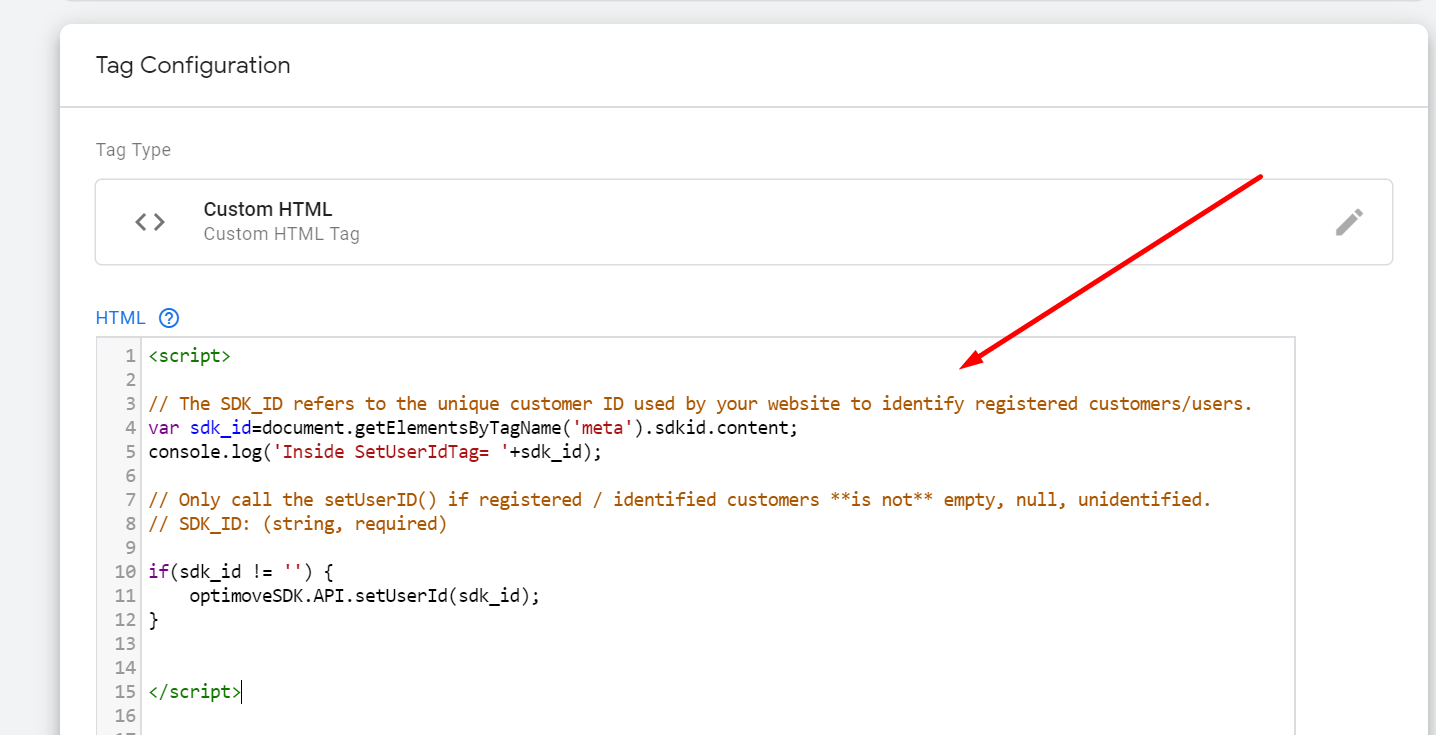 Tag Configuration
Tag Type
Custom HTML
Custom HTML Tag
HTML ?
1 <script>
2
3 // The SDK_ID refers to the unique customer ID used by your website to identify registered customers/users.
4 var sdk_id=document.getElementsByTagName('meta').sdkid.content;
5 console.log('Inside SetUserIdTag= '+sdk_id);
6
7 // Only call the setUserID() if registered / identified customers **is not** empty, null, unidentified.
8 // SDK_ID: (string, required)
9
10 if(sdk_id != '') {
11     optimoveSDK.API.setUserId(sdk_id);
12 }
13
14
15 </script>
16